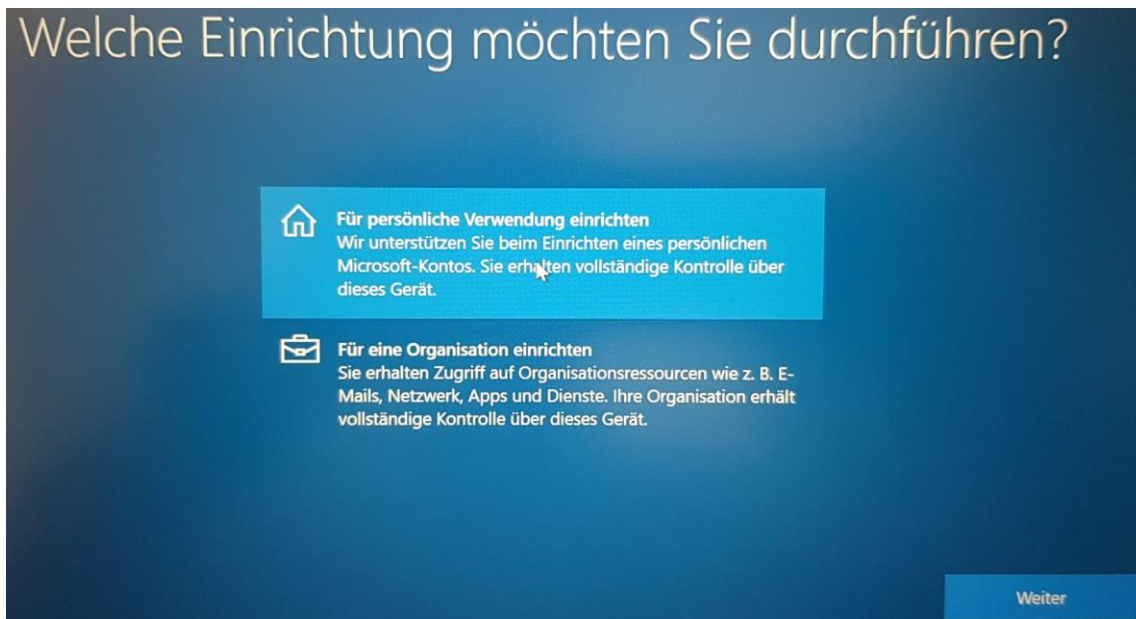 Welche Einrichtung möchten Sie durchführen?
Für persönliche Verwendung einrichten
Wir unterstützen Sie beim Einrichten eines persönlichen
Microsoft-Kontos. Sie erhalten vollständige Kontrolle über
dieses Gerät.
Für eine Organisation einrichten
Sie erhalten Zugriff auf Organisationsressourcen wie z. B. E-
Mails, Netzwerk, Apps und Dienste. Ihre Organisation erhält
vollständige Kontrolle über dieses Gerät.
Weiter